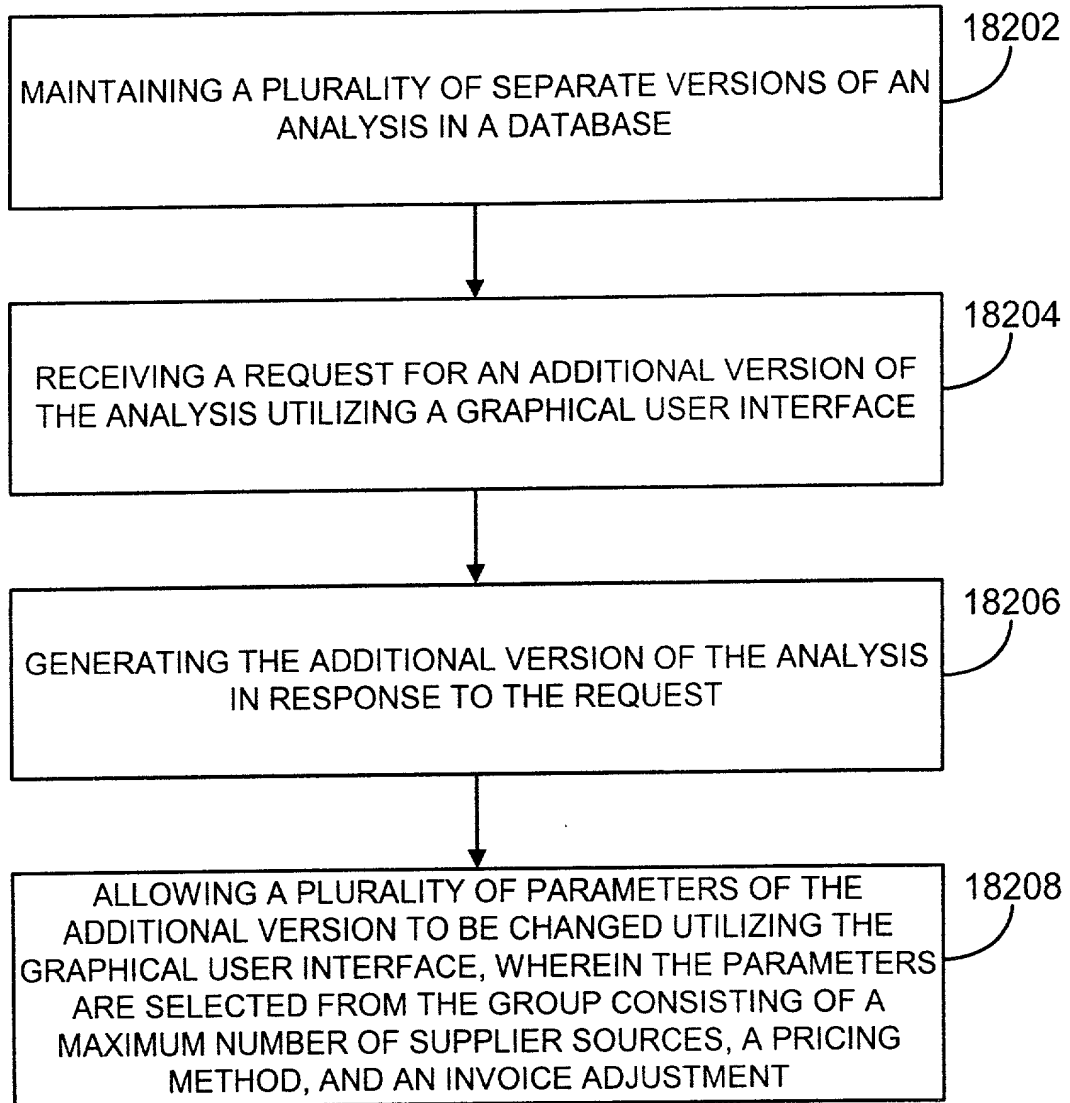 18202
MAINTAINING A PLURALITY OF SEPARATE VERSIONS OF AN
ANALYSIS IN A DATABASE
18204
RECEIVING A REQUEST FOR AN ADDITIONAL VERSION OF
THE ANALYSIS UTILIZING A GRAPHICAL USER INTERFACE
18206
GENERATING THE ADDITIONAL VERSION OF THE ANALYSIS
IN RESPONSE TO THE REQUEST
18208
ALLOWING A PLURALITY OF PARAMETERS OF THE
ADDITIONAL VERSION TO BE CHANGED UTILIZING THE
GRAPHICAL USER INTERFACE, WHEREIN THE PARAMETERS
ARE SELECTED FROM THE GROUP CONSISTING OF A
MAXIMUM NUMBER OF SUPPLIER SOURCES, A PRICING
METHOD, AND AN INVOICE ADJUSTMENT